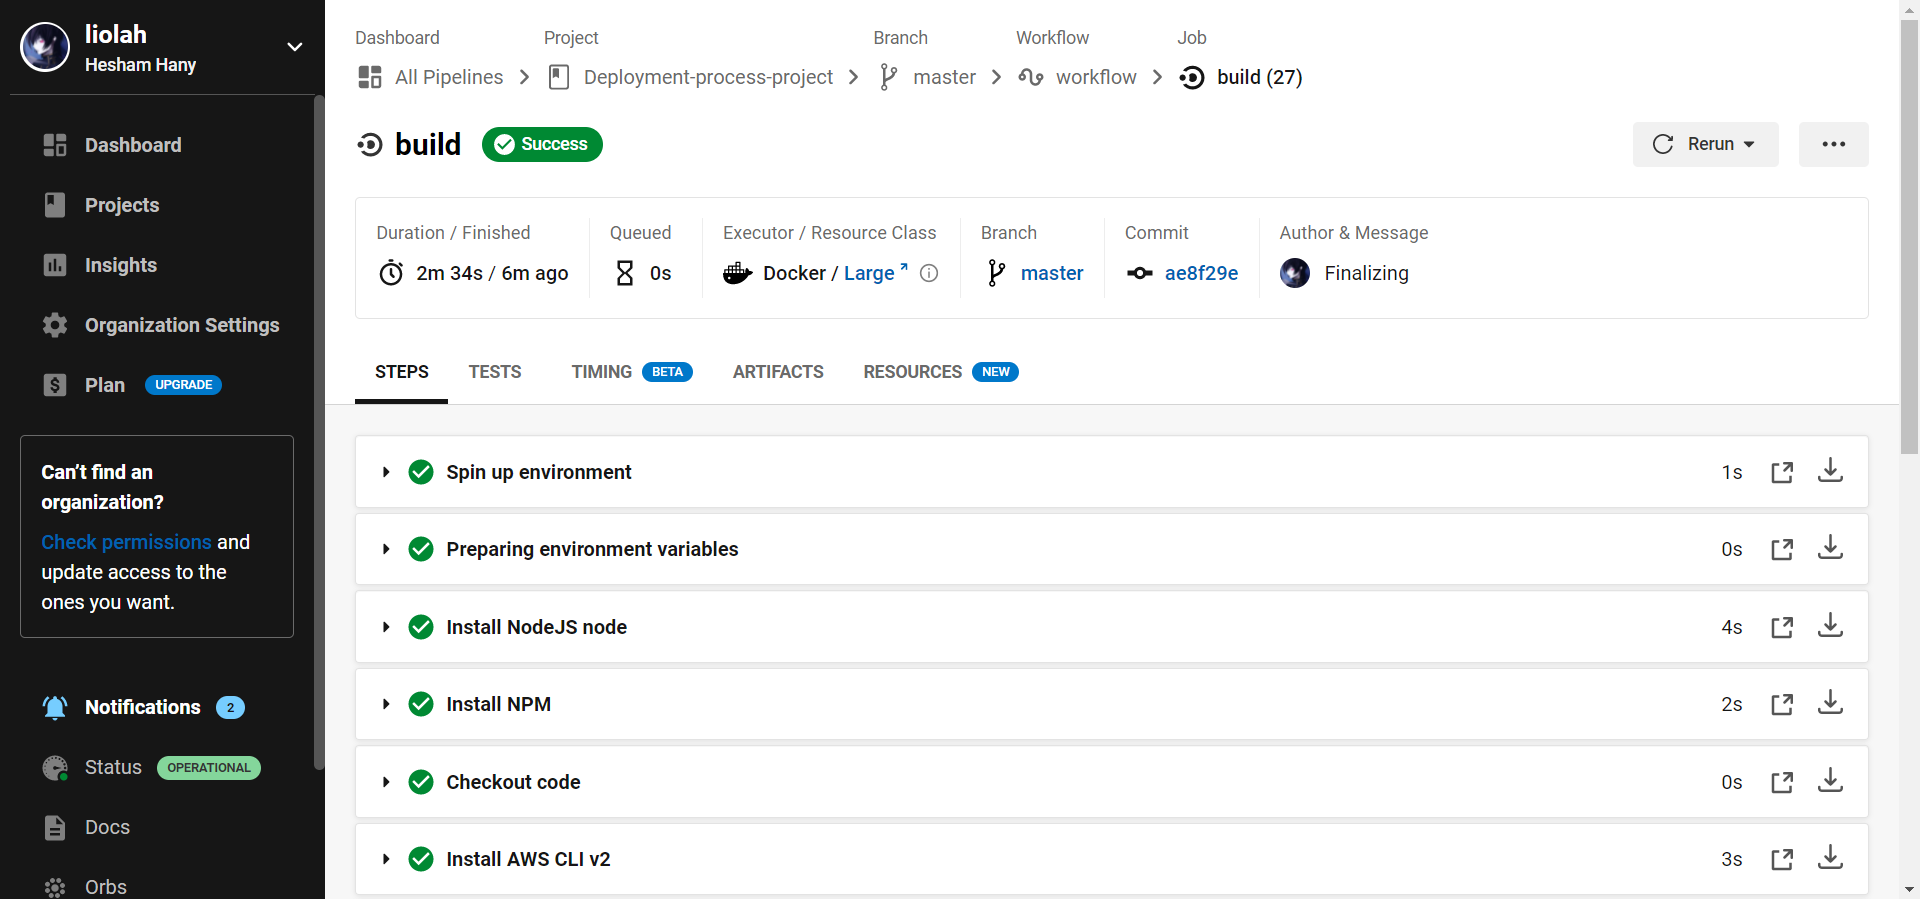 liolah
Hesham Hany
Dashboard
Projects
Insights
Organization Settings
Plan UPGRADE
Can’t find an
organization?
Check permissions and
update access to the
ones you want.
Notifications 2
Status OPERATIONAL
Docs
Orbs
Dashboard Project Branch Workflow Job
All Pipelines Deployment-process-project master workflow build (27)
build Success Rerun
Duration / Finished Queued Executor / Resource Class Branch Commit Author & Message
2m 34s / 6m ago 0s Docker / Large master ae8f29e Finalizing
STEPS TESTS TIMING BETA ARTIFACTS RESOURCES NEW
Spin up environment 1s
Preparing environment variables 0s
Install NodeJS node 4s
Install NPM 2s
Checkout code 0s
Install AWS CLI v2 3s